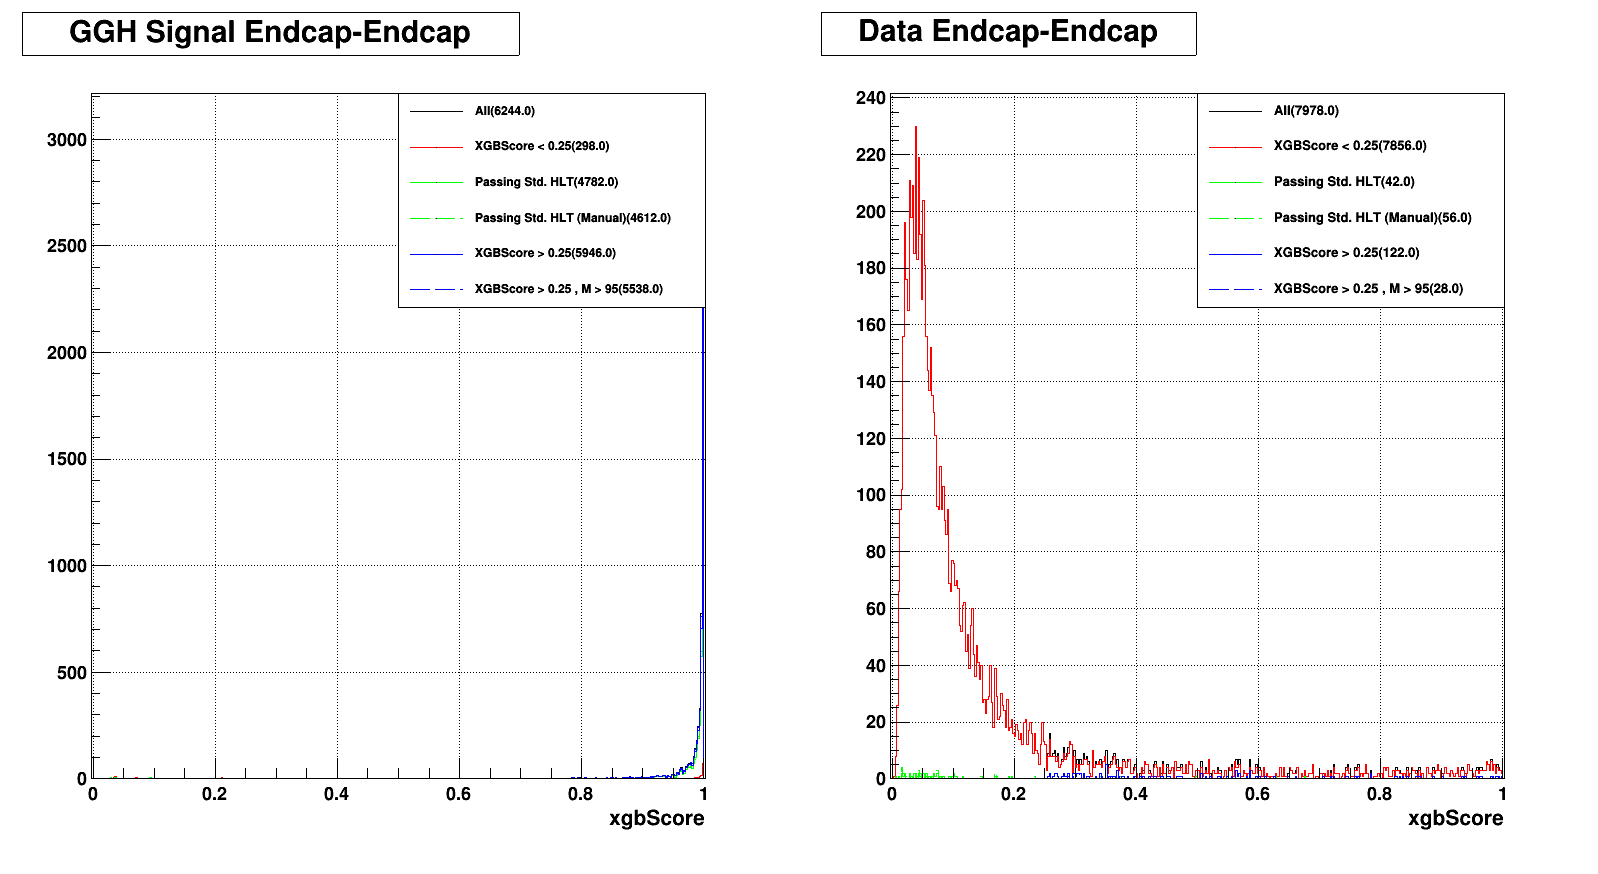 GGH Signal Endcap-Endcap
All(6244.0)
XGBScore < 0.25(298.0)
Passing Std. HLT(4782.0)
Passing Std. HLT (Manual)(4612.0)
XGBScore > 0.25(5946.0)
XGBScore > 0.25 , M > 95(5538.0)
3000
2500
2000
1500
1000
500
0
0 0.2 0.4 0.6 0.8 1
xgbScore
Data Endcap-Endcap
All(7978.0)
XGBScore < 0.25(7856.0)
Passing Std. HLT(42.0)
Passing Std. HLT (Manual)(56.0)
XGBScore > 0.25(122.0)
XGBScore > 0.25 , M > 95(28.0)
240
220
200
180
160
140
120
100
80
60
40
20
0
0 0.2 0.4 0.6 0.8 1
xgbScore